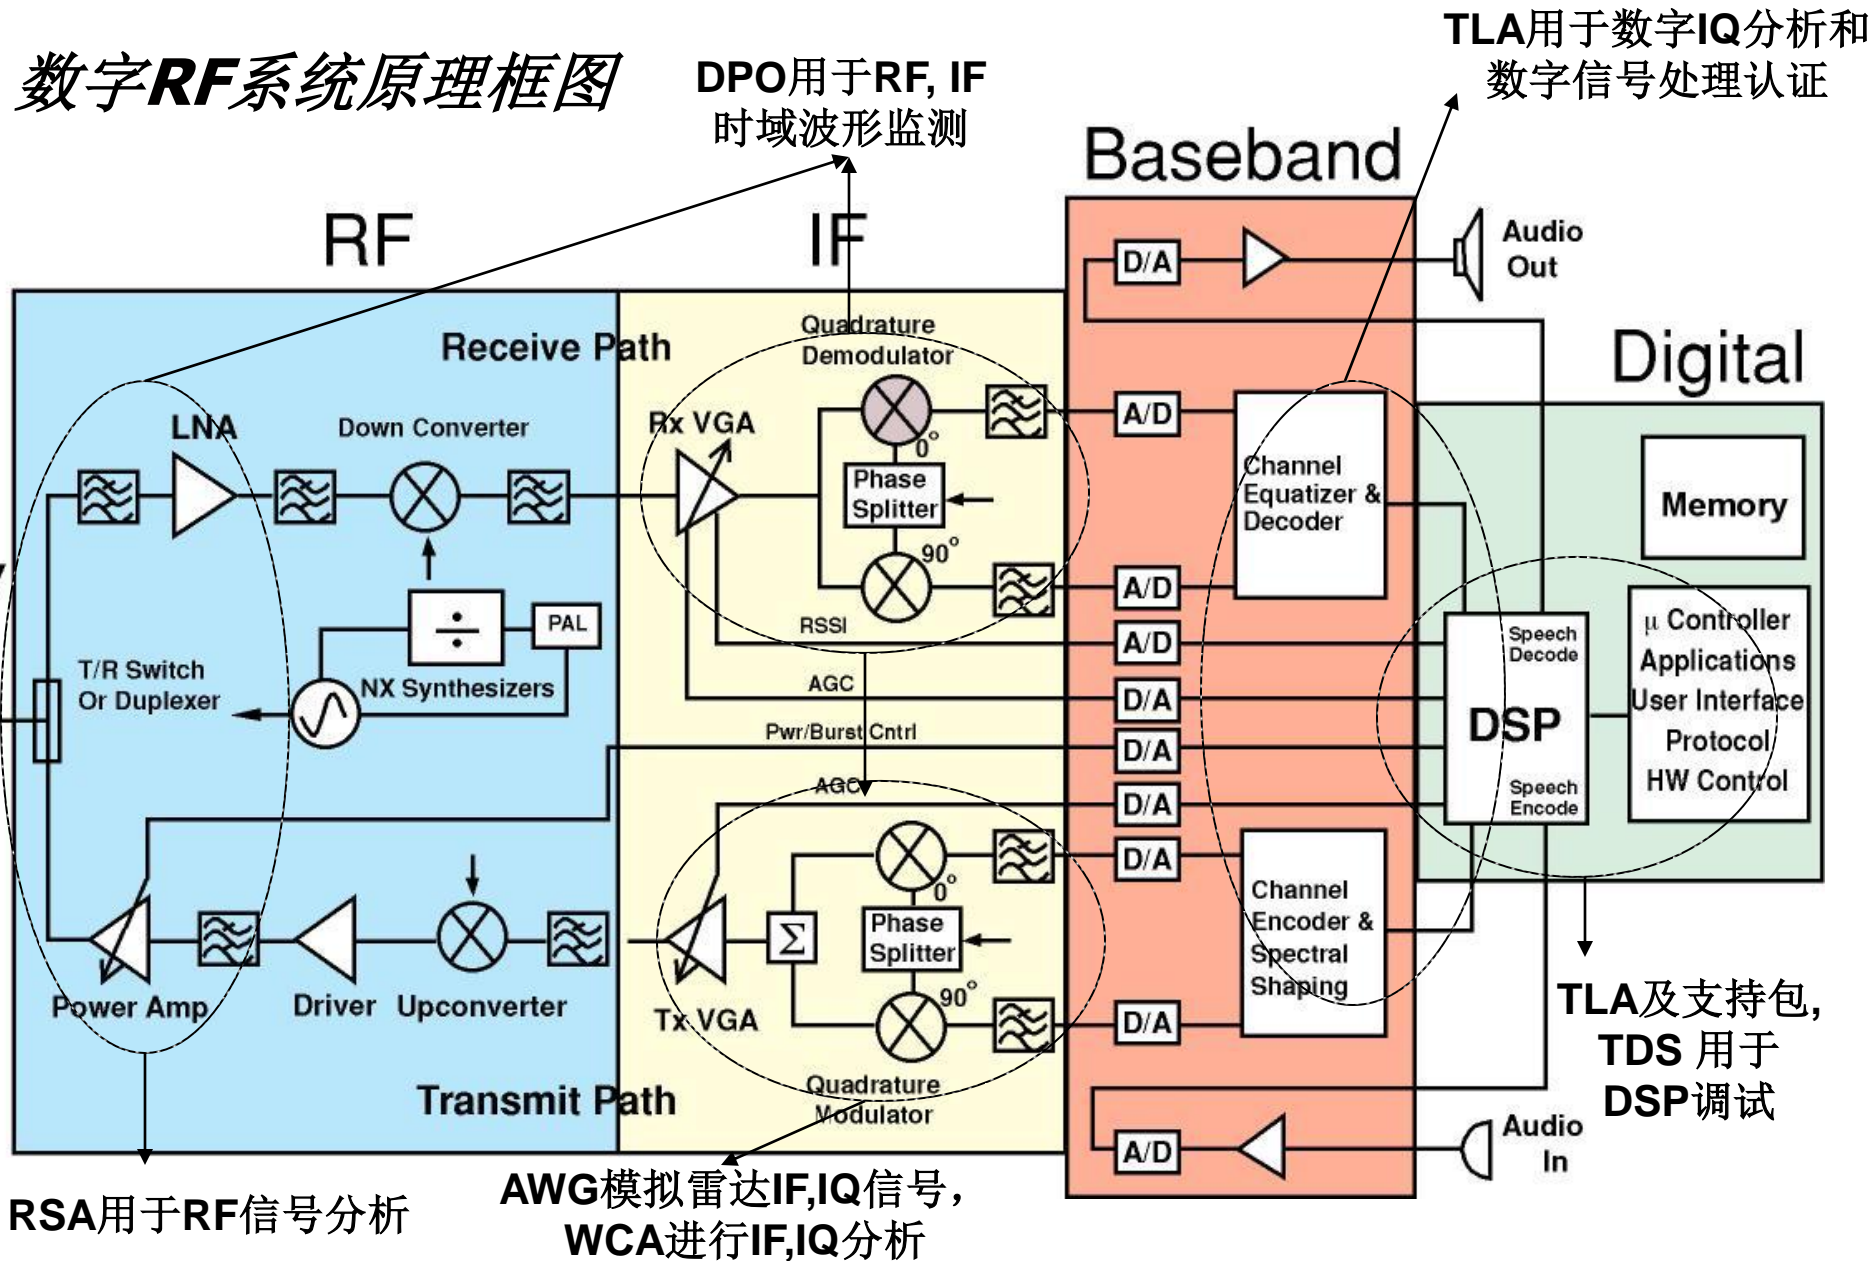 数字RF系统原理框图
DPO用于RF, IF
时域波形监测
TLA用于数字IQ分析和
数字信号处理认证
RF
IF
Baseband
Digital
Audio
Out
D/A
Receive Path
Quadrature
Demodulator
LNA
Down Converter
Rx VGA
0°
Phase
Splitter
90°
A/D
A/D
Channel
Equatizer &
Decoder
Memory
PAL
÷
NX Synthesizers
T/R Switch
Or Duplexer
RSSI
A/D
AGC
D/A
Pwr/Burst Cntrl
D/A
AGC
D/A
Speech
Decode
DSP
Speech
Encode
μ Controller
Applications
User Interface
Protocol
HW Control
D/A
0°
Phase
Splitter
90°
Σ
Channel
Encoder &
Spectral
Shaping
Power Amp
Driver
Upconverter
Tx VGA
D/A
Transmit Path
Quadrature
Modulator
A/D
Audio
In
TLA及支持包,
TDS 用于
DSP调试
RSA用于RF信号分析
AWG模拟雷达IF,IQ信号，
WCA进行IF,IQ分析